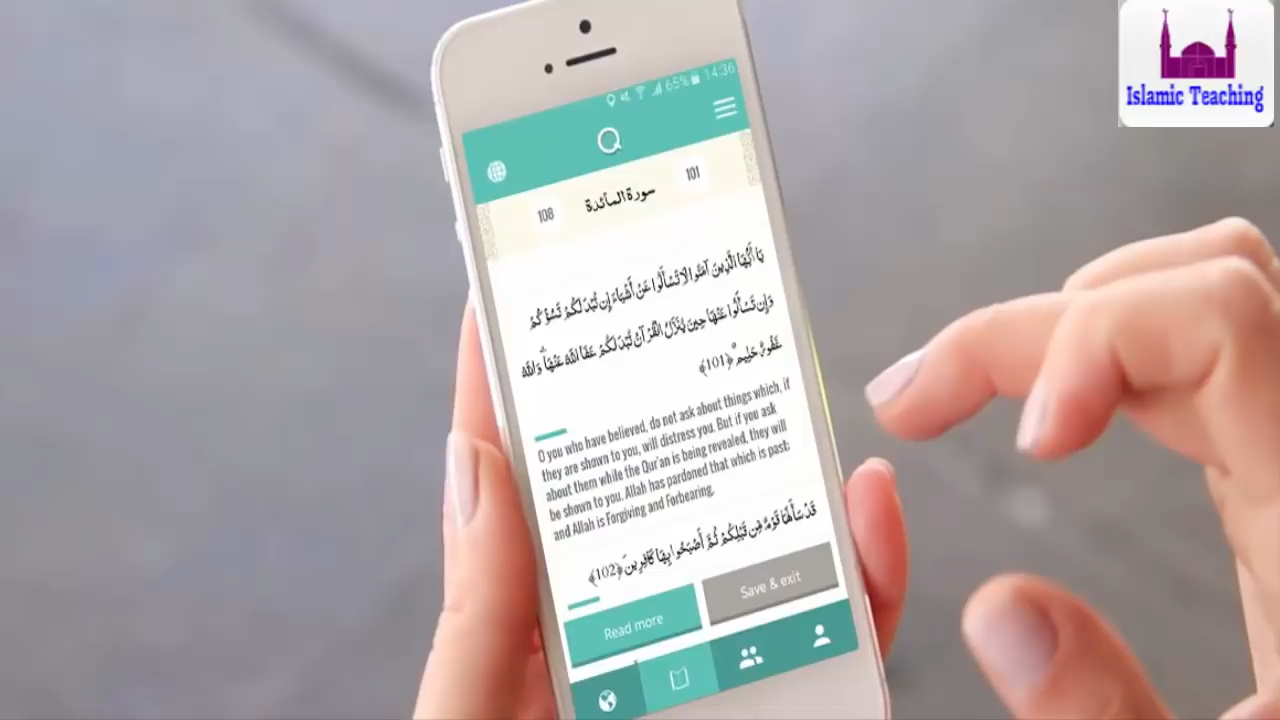 Islamic Teaching
65% 14:36
108 سورة المائدة 101
يَا أَيُّهَا الَّذِينَ آمَنُوا لَا تَسْأَلُوا عَنْ أَشْيَاءَ إِن تُبْدَ لَكُمْ تَسُؤْكُمْ
وَإِن تَسْأَلُوا عَنْهَا حِينَ يُنَزَّلُ الْقُرْآنُ تُبْدَ لَكُمْ عَفَا اللَّهُ عَنْهَا ۗ وَاللَّهُ
غَفُورٌ حَلِيمٌ ﴿101﴾
O you who have believed, do not ask about things which, if
they are shown to you, will distress you. But if you ask
about them while the Qur'an is being revealed, they will
be shown to you. Allah has pardoned that which is past;
and Allah is Forgiving and Forbearing.
قَدْ سَأَلَهَا قَوْمٌ مِّن قَبْلِكُمْ ثُمَّ أَصْبَحُوا بِهَا كَافِرِينَ ﴿102﴾
Read more
Save & exit